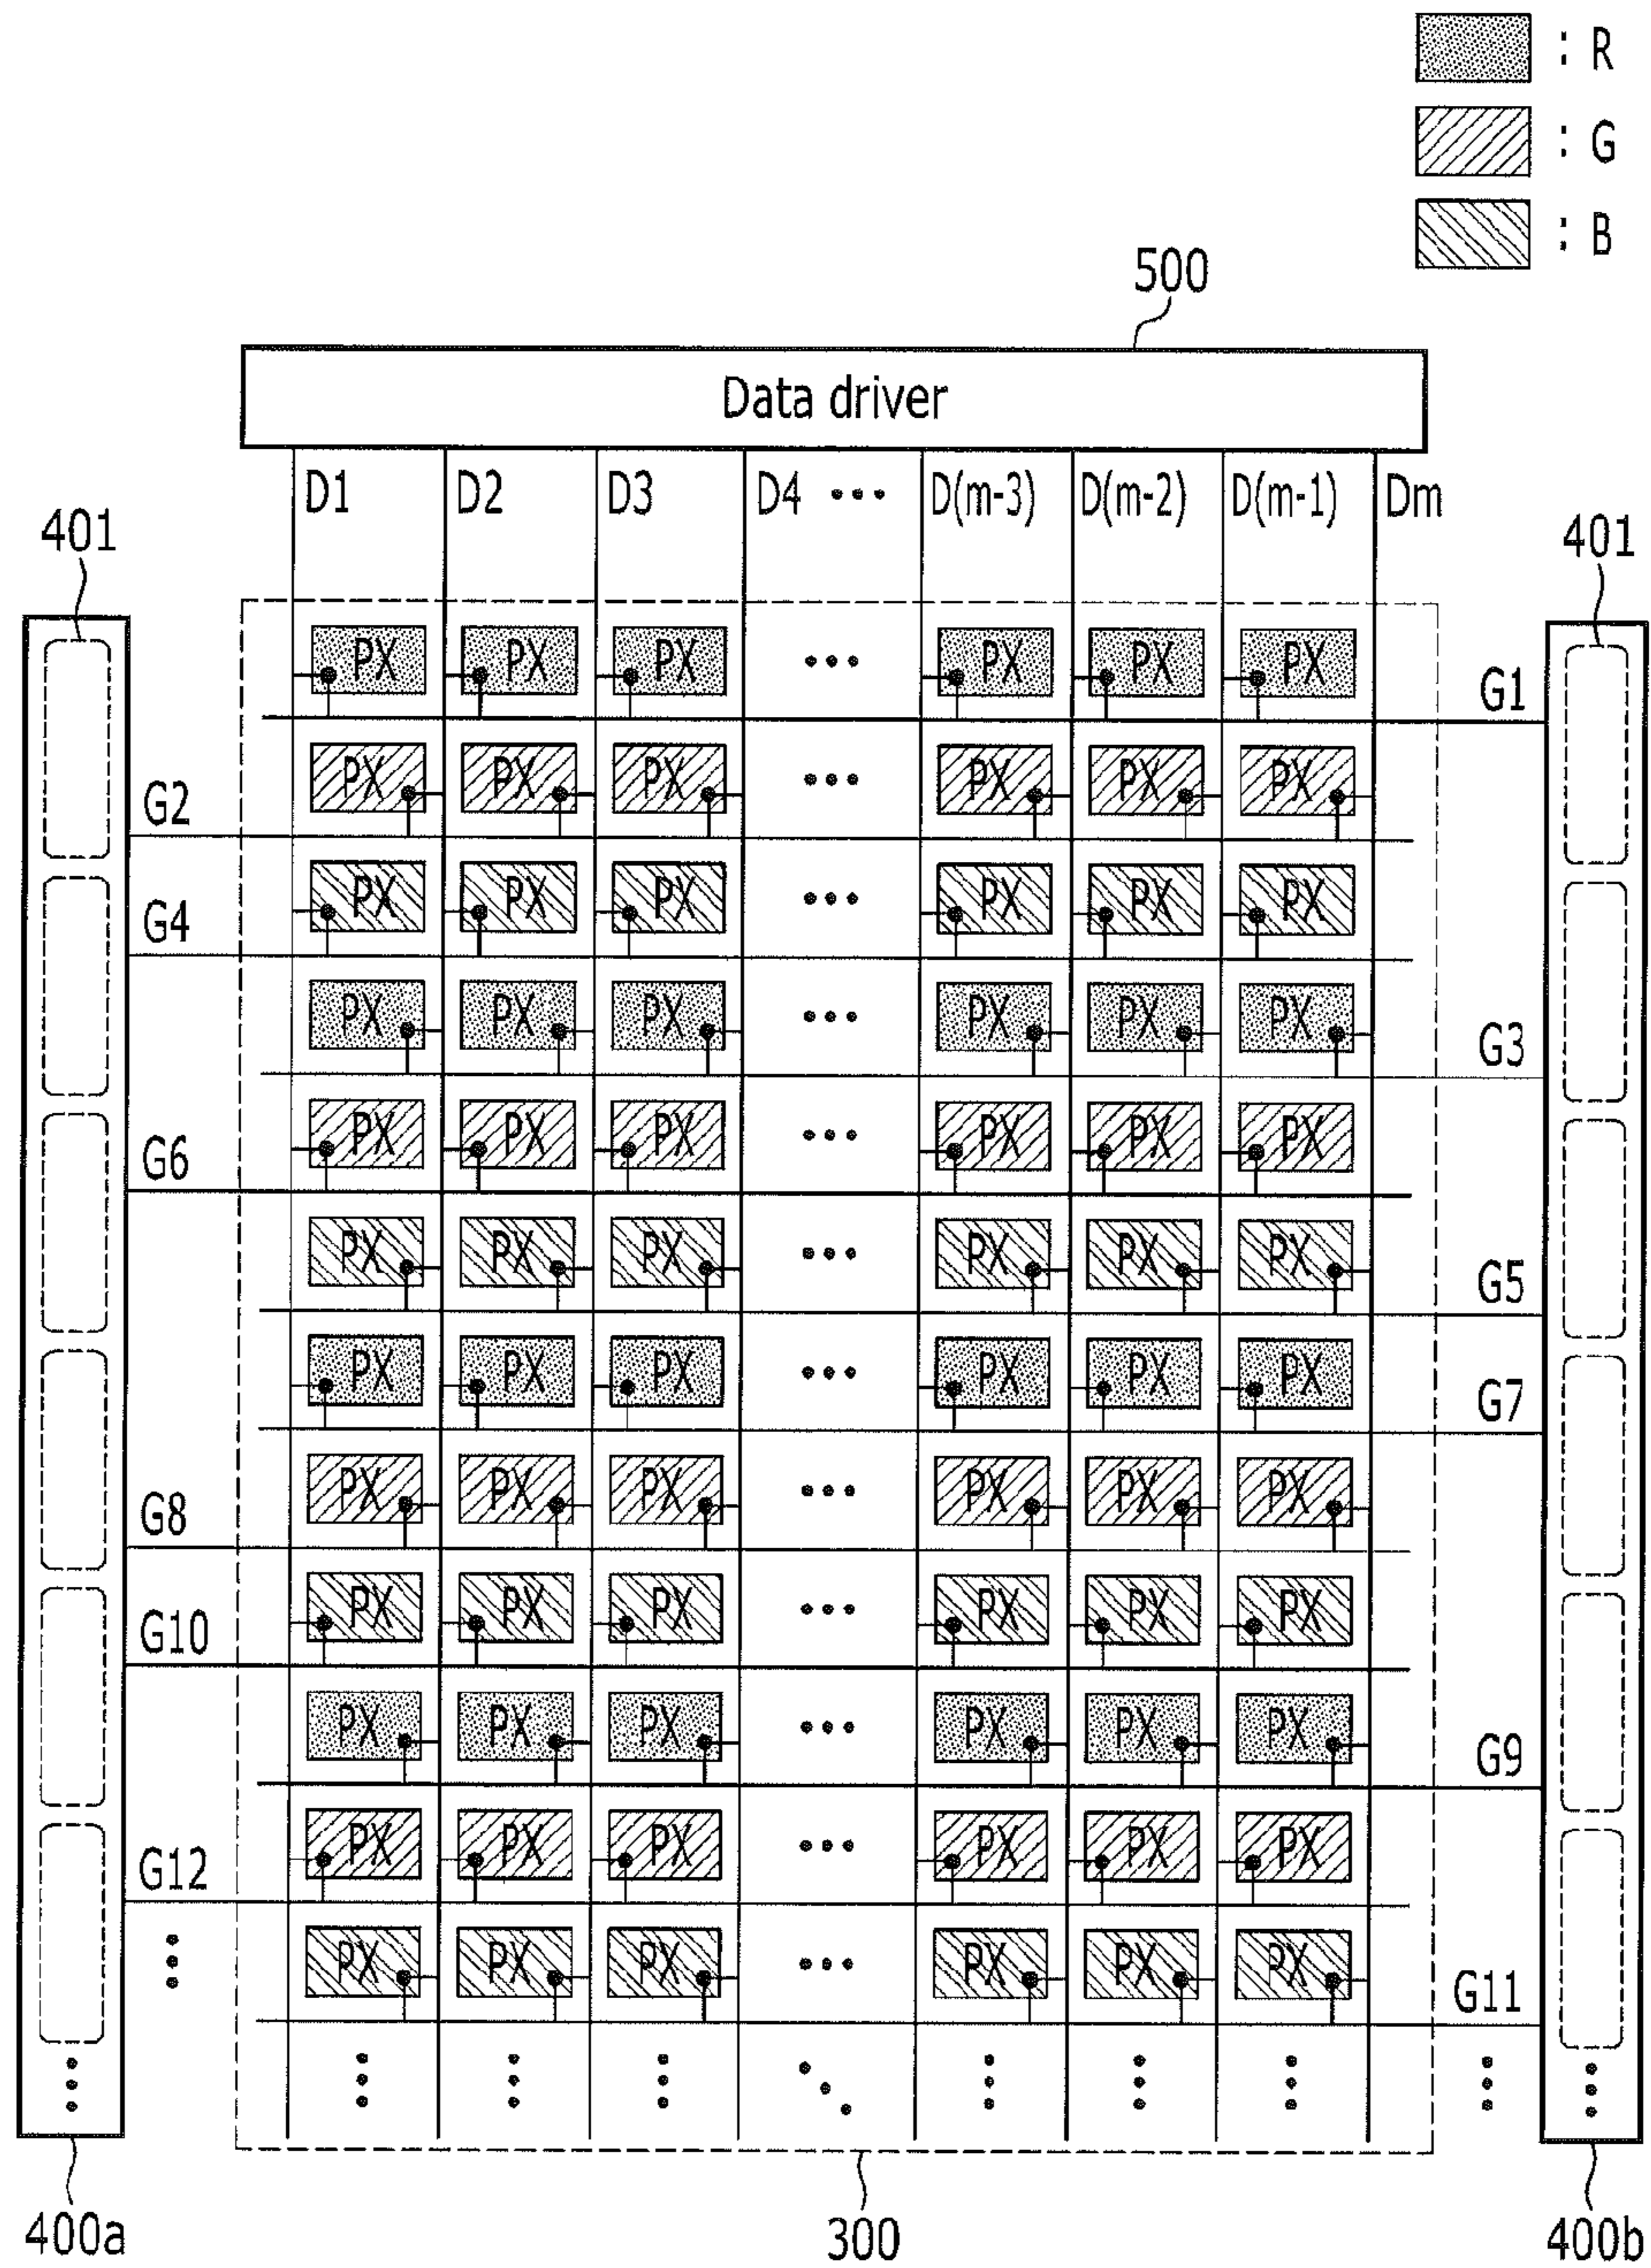 : R
: G
: B
500
Data driver
D1 D2 D3 D4 ... D(m-3) D(m-2) D(m-1) Dm
401 401
PX PX PX ... PX PX PX
G1
PX PX PX ... PX PX PX
G2
PX PX PX ... PX PX PX
G4
PX PX PX ... PX PX PX
G3
PX PX PX ... PX PX PX
G6
PX PX PX ... PX PX PX
G5
PX PX PX ... PX PX PX
G7
PX PX PX ... PX PX PX
G8
PX PX PX ... PX PX PX
G10
PX PX PX ... PX PX PX
G9
PX PX PX ... PX PX PX
G12
PX PX PX ... PX PX PX
G11
400a 300 400b